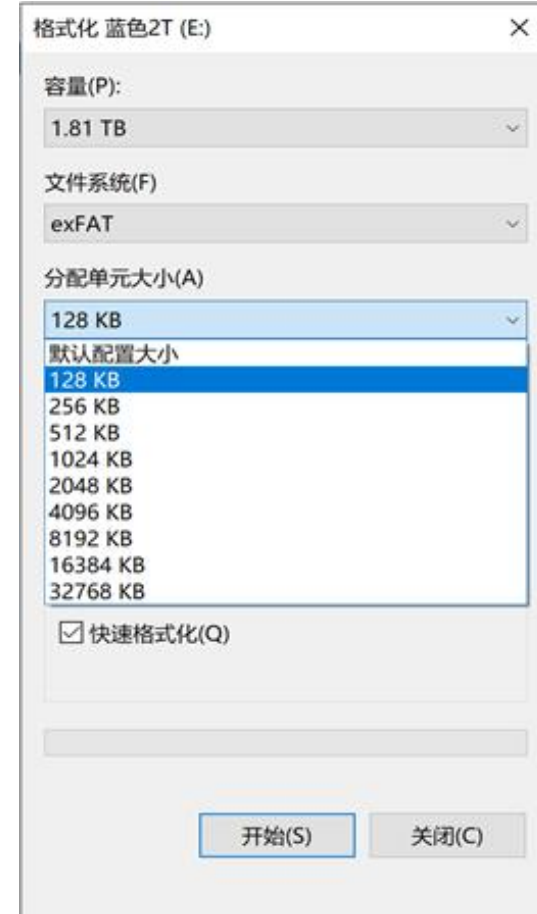 格式化 蓝色2T (E:)
容量(P):
1.81 TB
文件系统(F)
exFAT
分配单元大小(A)
128 KB
默认配置大小
128 KB
256 KB
512 KB
1024 KB
2048 KB
4096 KB
8192 KB
16384 KB
32768 KB
快速格式化(Q)
开始(S)
关闭(C)